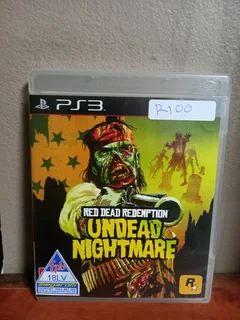 PS3
R100
RED DEAD REDEMPTION
UNDEAD
NIGHTMARE
18LV
R